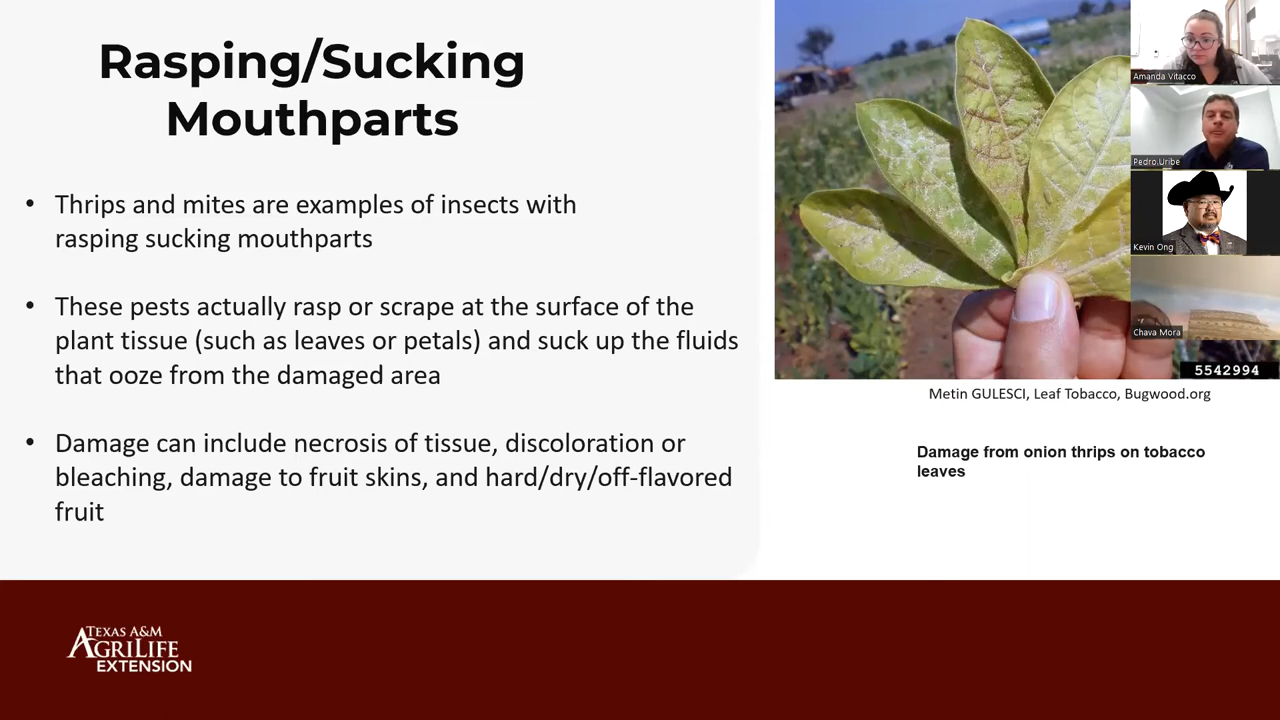 Rasping/Sucking
Mouthparts
• Thrips and mites are examples of insects with
rasping sucking mouthparts
• These pests actually rasp or scrape at the surface of the
plant tissue (such as leaves or petals) and suck up the fluids
that ooze from the damaged area
• Damage can include necrosis of tissue, discoloration or
bleaching, damage to fruit skins, and hard/dry/off-flavored
fruit
Amanda Vitacco
Pedro.Uribe
Kevin Ong
Chava Mora
5542994
Metin GULESCI, Leaf Tobacco, Bugwood.org
Damage from onion thrips on tobacco
leaves
TEXAS A&M
AGRILIFE
EXTENSION